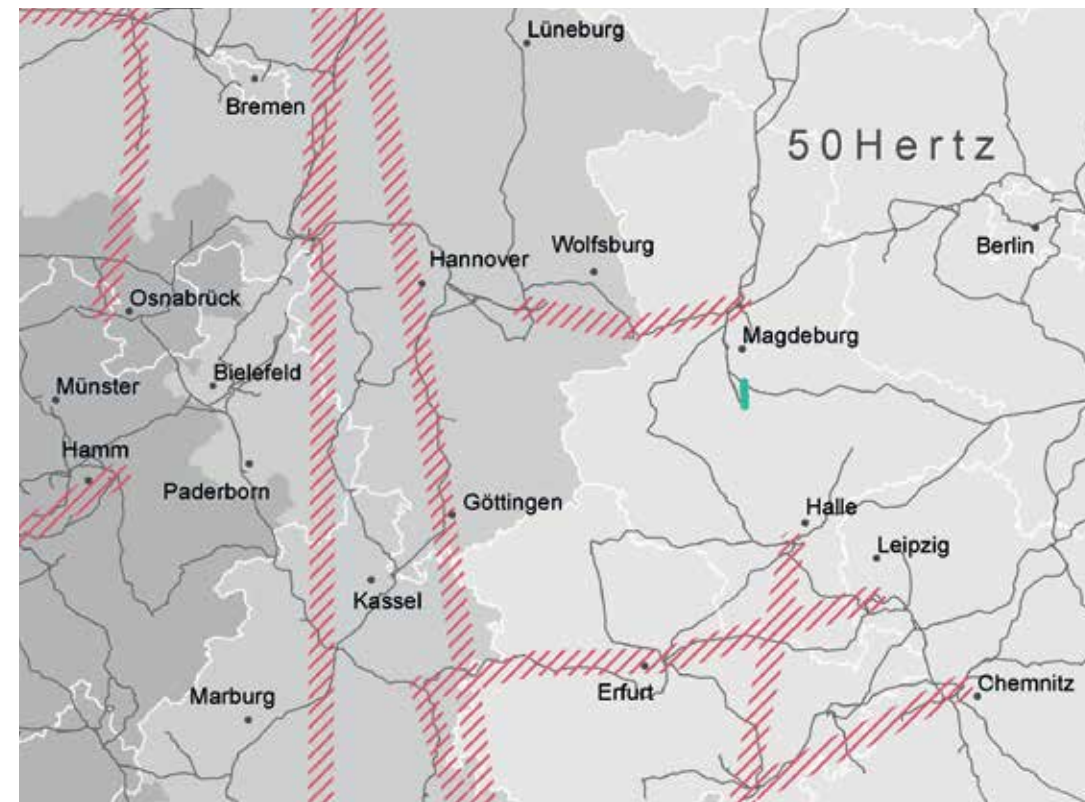 Lüneburg
Bremen
50Hertz
Wolfsburg
Berlin
Hannover
Osnabrück
Magdeburg
Bielefeld
Münster
Hamm
Paderborn
Göttingen
Halle
Leipzig
Kassel
Erfurt
Chemnitz
Marburg